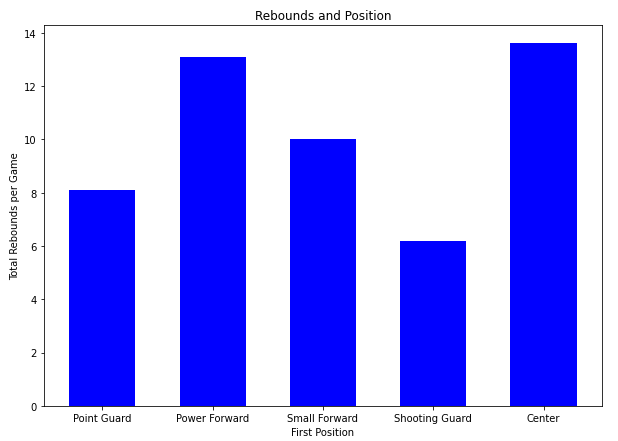 Rebounds and Position
Total Rebounds per Game
14
12
10
8
6
4
2
0
Point Guard
Power Forward
Small Forward
Shooting Guard
Center
First Position